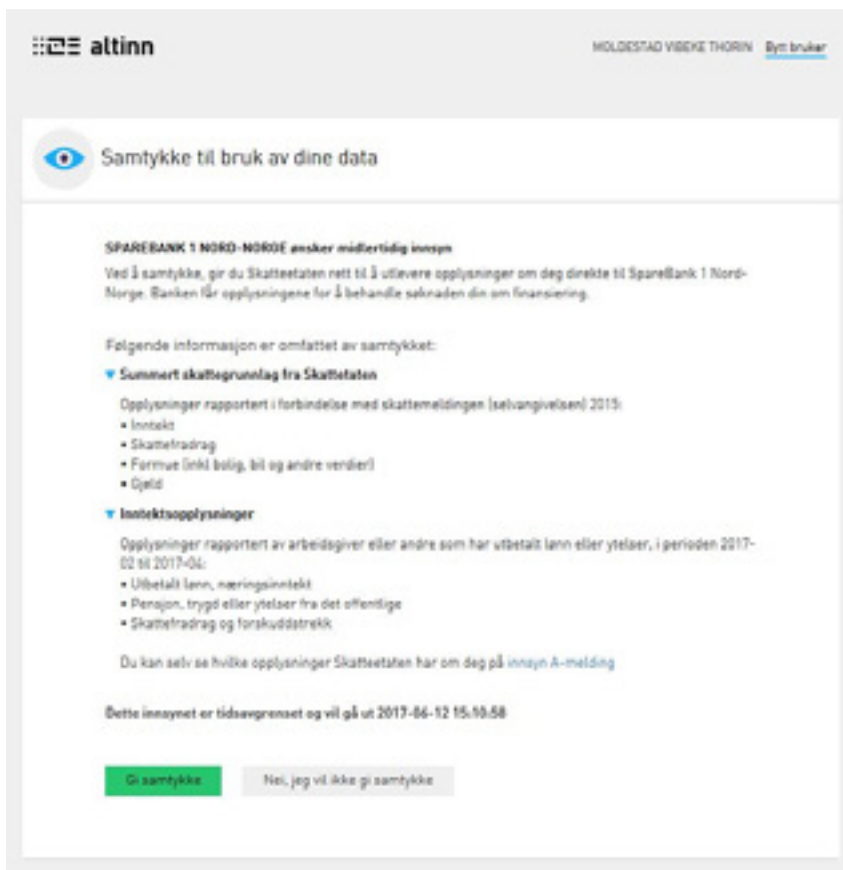 altinn
MOLDESTAD VIBEKE THORIN Bytt bruker
Samtykke til bruk av dine data
SPAREBANK 1 NORD-NORGE ønsker midlertidig innsyn
Ved å samtykke, gir du Skatteetaten rett til å utlevere opplysninger om deg direkte til SpareBank 1 Nord-
Norge. Banken får opplysningene for å behandle søknaden din om finansiering.
Følgende informasjon er omfattet av samtykket:
Summert skattegrunnlag fra Skattetaten
Opplysninger rapportert i forbindelse med skattemeldingen (selvangivelsen) 2015:
• Inntekt
• Skattefradrag
• Formue (inkl bolig, bil og andre verdier)
• Gjeld
Inntektsopplysninger
Opplysninger rapportert av arbeidsgiver eller andre som har utbetalt lønn eller ytelser, i perioden 2017-
02 til 2017-04:
• Utbetalt lønn, næringsinntekt
• Pensjon, trygd eller ytelser fra det offentlige
• Skattefradrag og forskuddstrekk
Du kan selv se hvilke opplysninger Skatteetaten har om deg på innsyn A-melding
Dette innsynet er tidsavgrenset og vil gå ut 2017-06-12 15:10:58
Gi samtykke Nei, jeg vil ikke gi samtykke